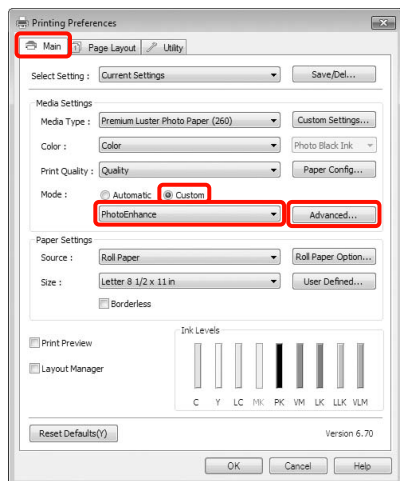 Printing Preferences
Main Page Layout Utility
Select Setting : Current Settings Save/Del...
Media Settings
Media Type : Premium Luster Photo Paper (260) Custom Settings...
Color : Color Photo Black Ink
Print Quality : Quality Paper Config...
Mode : Automatic Custom
PhotoEnhance Advanced...
Paper Settings
Source : Roll Paper Roll Paper Option...
Size : Letter 8 1/2 x 11 in User Defined...
Borderless
Ink Levels
Print Preview
Layout Manager
C Y LC MK PK VM LK LLK VLM
Reset Defaults(Y) Version 6.70
OK Cancel Help